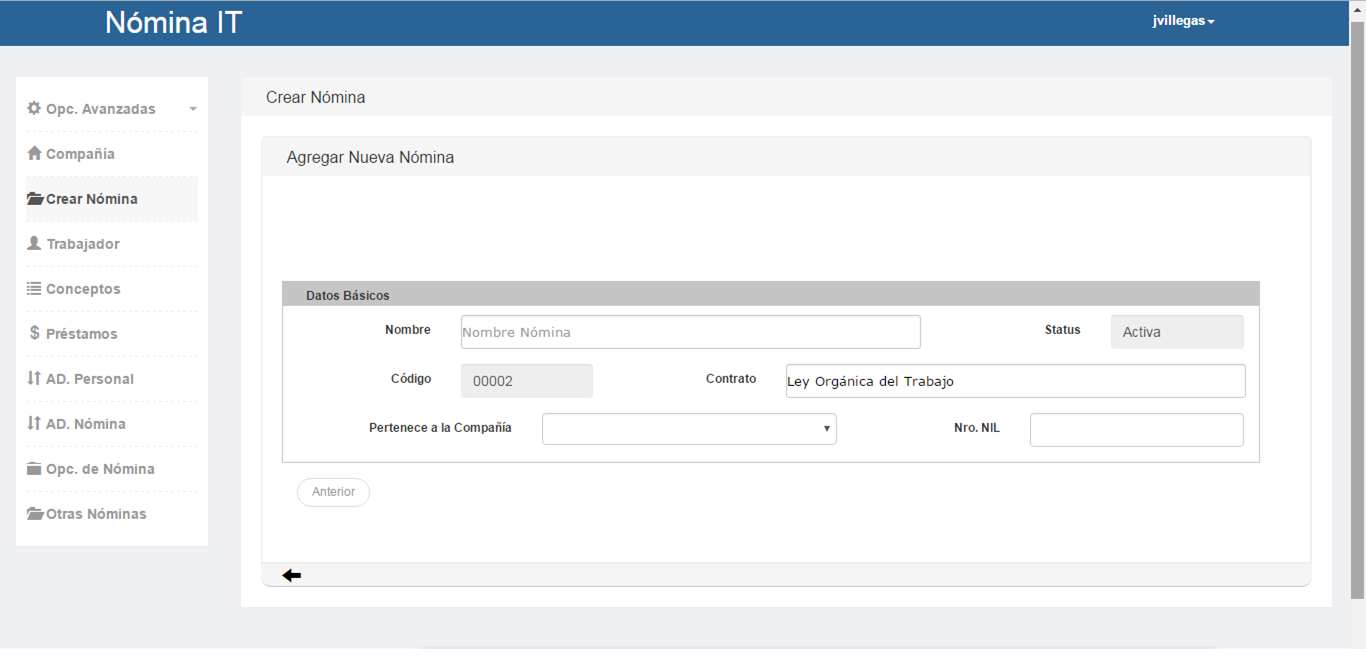 Nómina IT
jvillegas
Opc. Avanzadas
Compañía
Crear Nómina
Trabajador
Conceptos
$ Préstamos
AD. Personal
AD. Nómina
Opc. de Nómina
Otras Nóminas
Crear Nómina
Agregar Nueva Nómina
Datos Básicos
Nombre Nombre Nómina Status Activa
Código 00002 Contrato Ley Orgánica del Trabajo
Pertenece a la Compañía Nro. NIL
Anterior